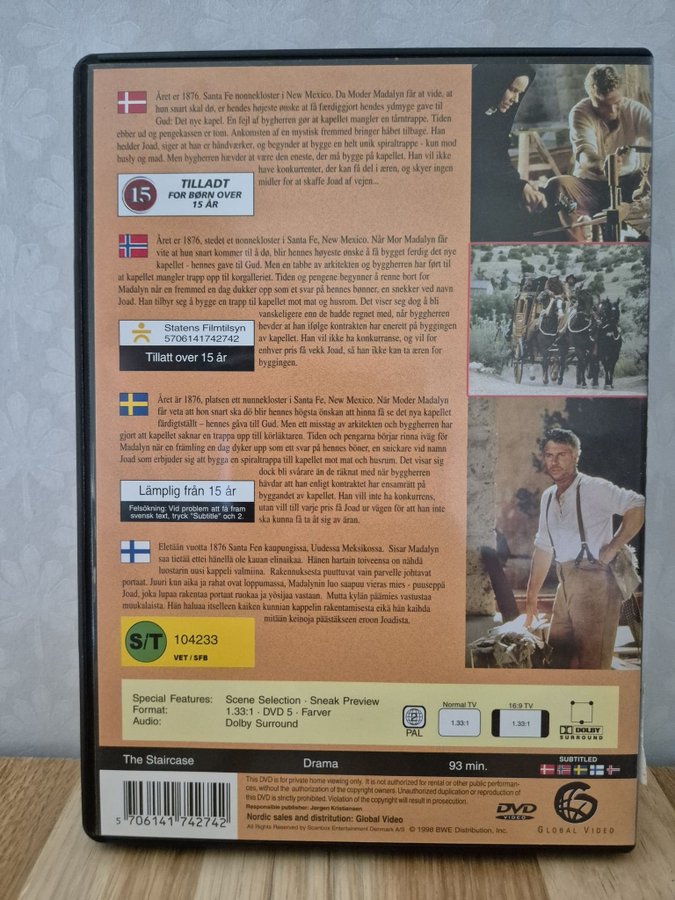 Året er 1876. Santa Fe nonnekloster i New Mexico. Da Moder Madalyn får at vide, at
hun snart skal dø, er hendes højeste ønske at få færdiggjort hendes ydmyge gave til
Gud: Det nye kapel. En fejl af bygherren gør at kapellet mangler en tårntrappe. Tiden
ebber ud og pengekassen er tom. Ankomsten af en mystisk fremmed bringer håbet tilbage. Han
hedder Joad, siger at han er håndværker, og begynder at bygge en helt unik spiraltrappe - kun mod
husly og mad. Men bygherren hævder at være den eneste, der må bygge på kapellet. Han vil ikke
have konkurrenter, der kan få del i æren, og skyer ingen
midler for at skaffe Joad af vejen...
15
TILLADT
FOR BØRN OVER
15 ÅR
Året er 1876, stedet et nonnekloster i Santa Fe, New Mexico. Når Mor Madalyn får
vite at hun snart kommer til å dø, blir hennes høyeste ønske å få bygget ferdig det nye
kapellet - hennes gave til Gud. Men en tabbe av arkitekten og byggherren har ført til
at kapellet mangler trapp opp til korgalleriet. Tiden og pengene begynner å renne bort for
Madalyn når en fremmed en dag dukker opp som et svar på hennes bønner, en snekker ved navn
Joad. Han tilbyr seg å bygge en trapp til kapellet mot mat og husrom. Det viser seg dog å bli
vanskeligere enn de hadde regnet med, når byggherren
hevder at han ifølge kontrakten har enerett på byggingen
av kapellet. Han vil ikke ha konkurranse, og vil for
enhver pris få vekk Joad, så han ikke kan ta æren for
byggingen.
Statens Filmtilsyn
5706141742742
Tillatt over 15 år
Året är 1876, platsen ett nunnekloster i Santa Fe, New Mexico. När Moder Madalyn
får veta att hon snart ska dö blir hennes högsta önskan att hinna få se det nya kapellet
färdigtställt – hennes gåva till Gud. Men ett misstag av arkitekten och byggherren har
gjort att kapellet saknar en trappa upp till körläktaren. Tiden och pengarna börjar rinna iväg för
Madalyn när en främling en dag dyker upp som ett svar på hennes böner, en snickare vid namn
Joad som erbjuder sig att bygga en spiraltrappa till kapellet mot mat och husrum. Det visar sig
dock bli svårare än de räknat med när byggherren
hävdar att han enligt kontraktet har ensamrätt på
byggandet av kapellet. Han vill inte ha konkurrens,
utan vill till varje pris få Joad ur vägen för att han inte
ska kunna få ta åt sig av äran.
Lämplig från 15 år
Felsökning: Vid problem att få fram
svensk text, tryck "Subtitle" och 2.
Eletään vuotta 1876 Santa Fen kaupungissa, Uudessa Meksikossa. Sisar Madalyn
saa tietää ettei hänellä ole kauan elinaikaa. Hänen hartain toiveensa on nähdä
luostarin uusi kappeli valmiina. Rakennuksesta puuttuvat vain parvelle johtavat
portaat. Juuri kun aika ja rahat ovat loppumassa, Madalynin luo saapuu vieras mies - puuseppä
Joad, joka lupaa rakentaa portaat ruokaa ja yösijaa vastaan. Mutta kylän päämies vastustaa
muukalaista. Hän haluaa itselleen kaiken kunnian kappelin rakentamisesta eikä hän kaihda
mitään keinoja päästäkseen eroon Joadista.
S/T 104233
VET / SFB
Special Features: Scene Selection · Sneak Preview
Format: 1.33:1 · DVD 5 · Farver
Audio: Dolby Surround
2
PAL
Normal TV
1.33:1
16:9 TV
1.33:1
DOLBY
SURROUND
The Staircase Drama 93 min.
SUBTITLED
5 706141 742742
This DVD is for private home viewing only. It is not authorized for rental or other public performan-
ces, without the authorization of the copyright owners. Unauthorized duplication or reproduction of
this DVD is strictly prohibited. Violation of the copyright will result in prosecution.
Responsible publisher: Jørgen Kristiansen
Nordic sales and distribution: Global Video
All Rights Reserved by Scanbox Entertainment Denmark A/S © 1998 BWE Distribution, Inc.
DVD
VIDEO
GLOBAL VIDEO